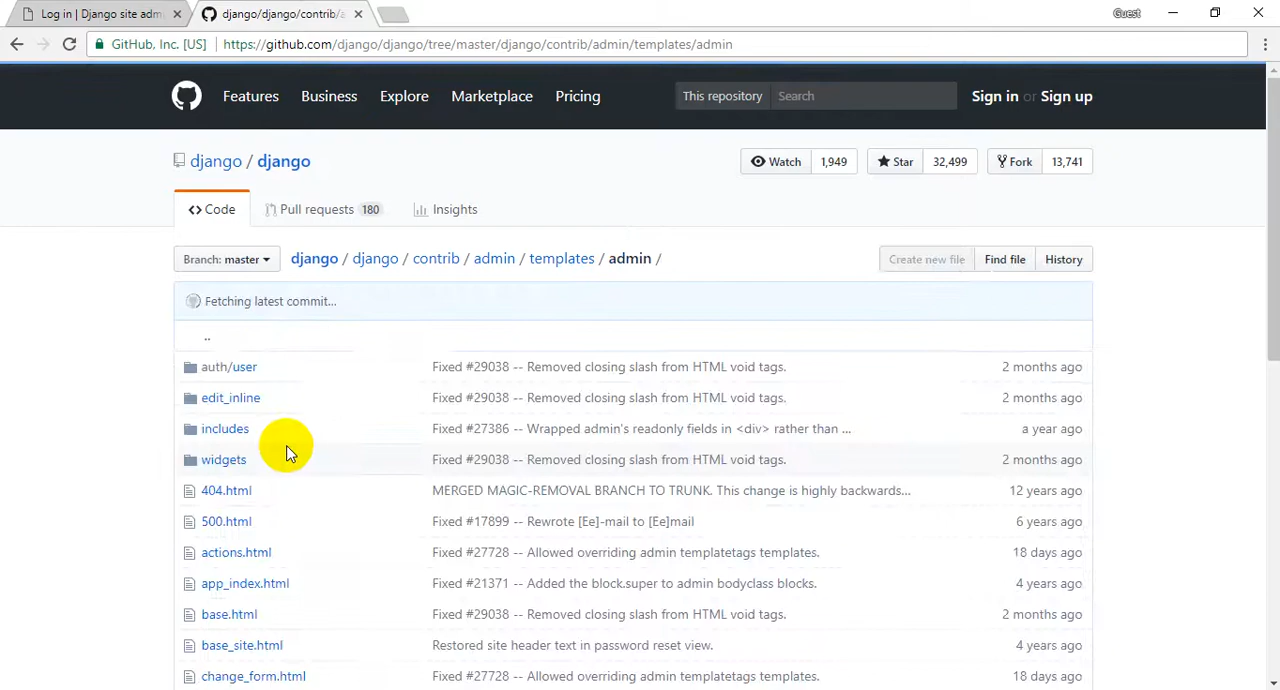 Log in | Django site adm
django/django/contrib/a
Guest
GitHub, Inc. [US] https://github.com/django/django/tree/master/django/contrib/admin/templates/admin
Features Business Explore Marketplace Pricing This repository Search Sign in or Sign up
django / django Watch 1,949 Star 32,499 Fork 13,741
<> Code Pull requests 180 Insights
Branch: master django / django / contrib / admin / templates / admin / Create new file Find file History
Fetching latest commit...
..
auth/user Fixed #29038 -- Removed closing slash from HTML void tags. 2 months ago
edit_inline Fixed #29038 -- Removed closing slash from HTML void tags. 2 months ago
includes Fixed #27386 -- Wrapped admin's readonly fields in <div> rather than ... a year ago
widgets Fixed #29038 -- Removed closing slash from HTML void tags. 2 months ago
404.html MERGED MAGIC-REMOVAL BRANCH TO TRUNK. This change is highly backwards... 12 years ago
500.html Fixed #17899 -- Rewrote [Ee]-mail to [Ee]mail 6 years ago
actions.html Fixed #27728 -- Allowed overriding admin templatetags templates. 18 days ago
app_index.html Fixed #21371 -- Added the block.super to admin bodyclass blocks. 4 years ago
base.html Fixed #29038 -- Removed closing slash from HTML void tags. 2 months ago
base_site.html Restored site header text in password reset view. 4 years ago
change_form.html Fixed #27728 -- Allowed overriding admin templatetags templates. 18 days ago